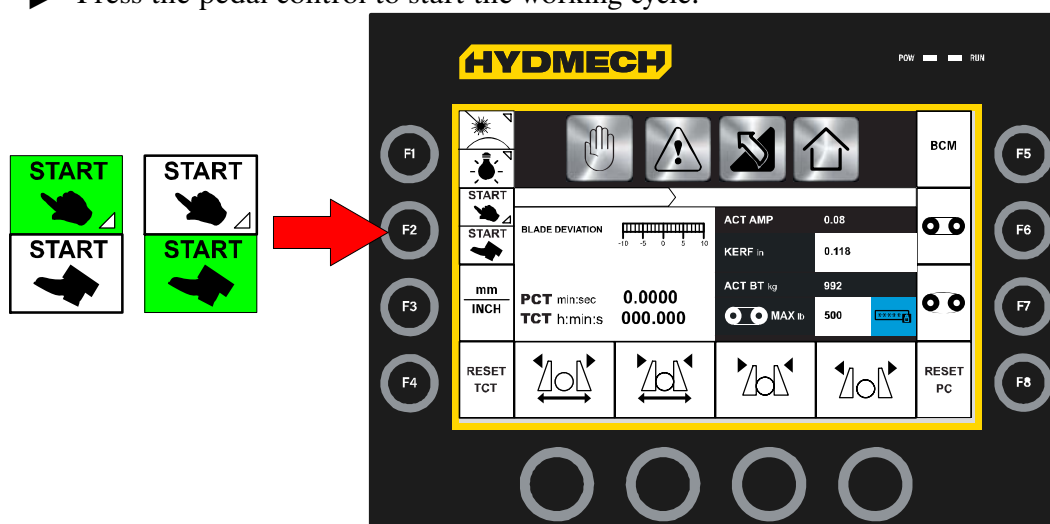 Press the pedal control to start the working cycle.
HYDMECH
POW RUN
F1
F2
F3
F4
START
START
START
START
START
START
mm
INCH
RESET
TCT
BLADE DEVIATION
-10 -5 0 5 10
PCT min:sec 0.0000
TCT h:min:s 000.000
ACT AMP 0.08
KERF in 0.118
ACT BT kg 992
MAX lb 500 *****
BCM
RESET
PC
F5
F6
F7
F8